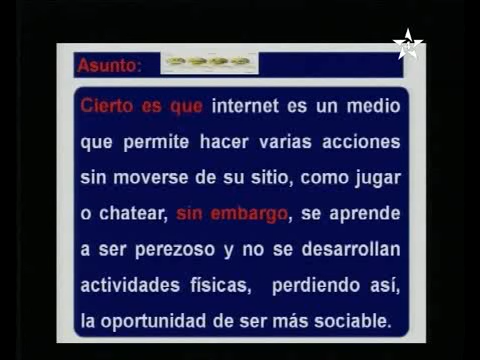 Asunto:
Cierto es que internet es un medio
que permite hacer varias acciones
sin moverse de su sitio, como jugar
o chatear, sin embargo, se aprende
a ser perezoso y no se desarrollan
actividades físicas, perdiendo así,
la oportunidad de ser más sociable.